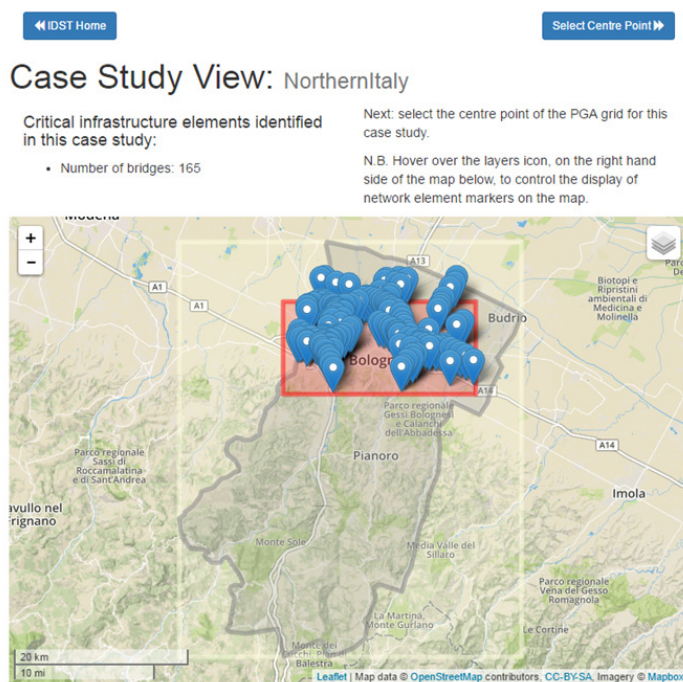 IDST Home
Select Centre Point
Case Study View: NorthernItaly
Critical infrastructure elements identified
in this case study:
• Number of bridges: 165
Next: select the centre point of the PGA grid for this
case study.
N.B. Hover over the layers icon, on the right hand
side of the map below, to control the display of
network element markers on the map.
+
−
A13
A1
A1
Biotopi e
Ripristini
ambientali di
Medicina e
Molinella
Budrio
Bologn
A14
Parco regionale
Gessi Bolognesi
e Calanchi
dell'Abbadessa
A14
Parco regionale
Sassi di
Roccamalatina
e di Sant'Andrea
Pianoro
Imola
avullo nel
Frignano
Monte Sole
Media Valle del
Sillaro
Parco regionale
Vena del Gesso
Romagnola
La Martina,
Monte Gurlano
Le Cortine
Monte dei
Balestra
20 km
10 mi
Leaflet | Map data © OpenStreetMap contributors, CC-BY-SA, Imagery © Mapbox